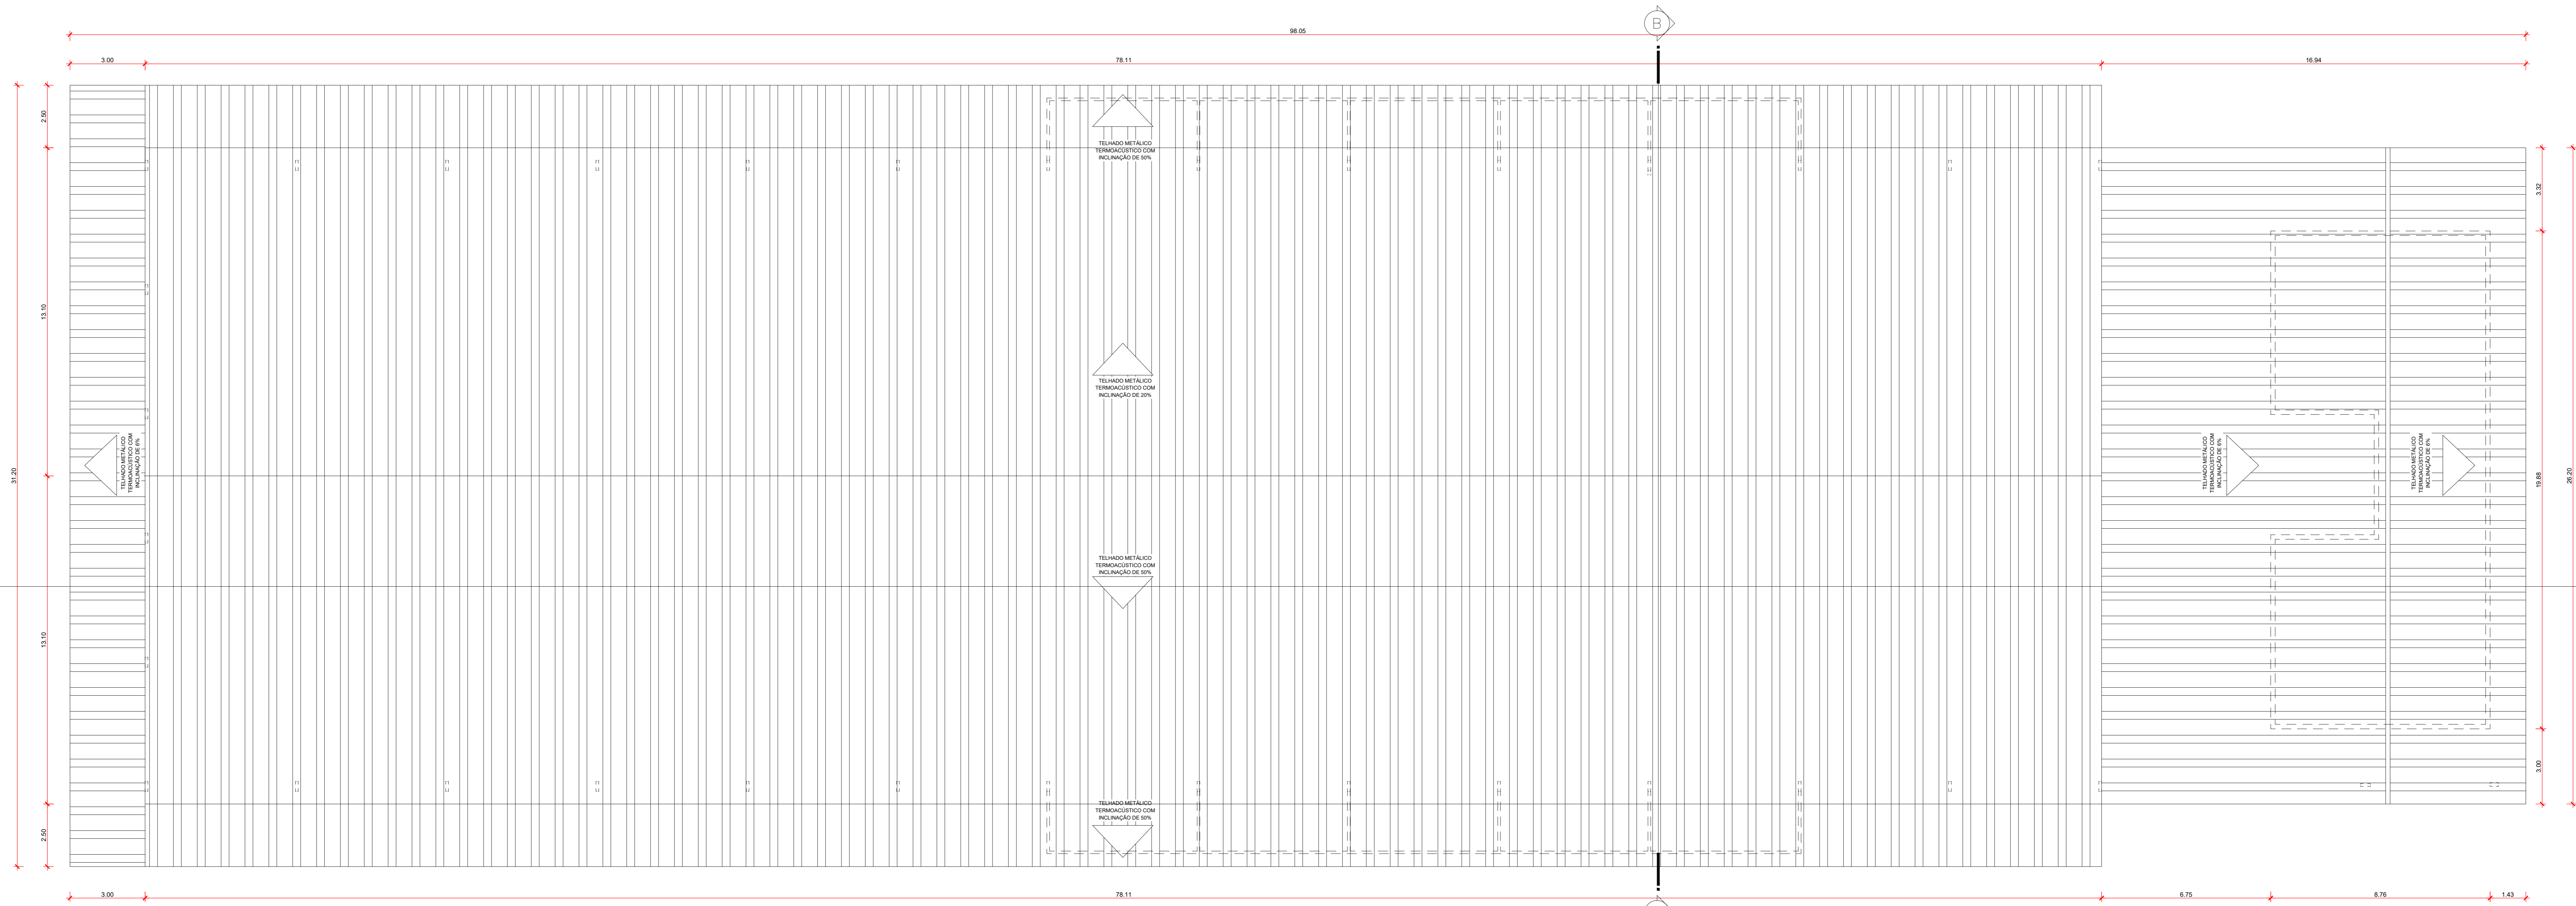 B
98.05
3.00
78.11
16.94
2.50
13.10
31.20
13.10
2.50
TELHADO METÁLICO
TERMOACÚSTICO COM
INCLINAÇÃO DE 50%
TELHADO METÁLICO
TERMOACÚSTICO COM
INCLINAÇÃO DE 20%
TELHADO METÁLICO
TERMOACÚSTICO COM
INCLINAÇÃO DE 6%
TELHADO METÁLICO
TERMOACÚSTICO COM
INCLINAÇÃO DE 50%
TELHADO METÁLICO
TERMOACÚSTICO COM
INCLINAÇÃO DE 50%
TELHADO METÁLICO
TERMOACÚSTICO COM
INCLINAÇÃO DE 6%
TELHADO METÁLICO
TERMOACÚSTICO COM
INCLINAÇÃO DE 6%
3.32
19.88
26.20
3.00
3.00
78.11
6.75
8.76
1.43